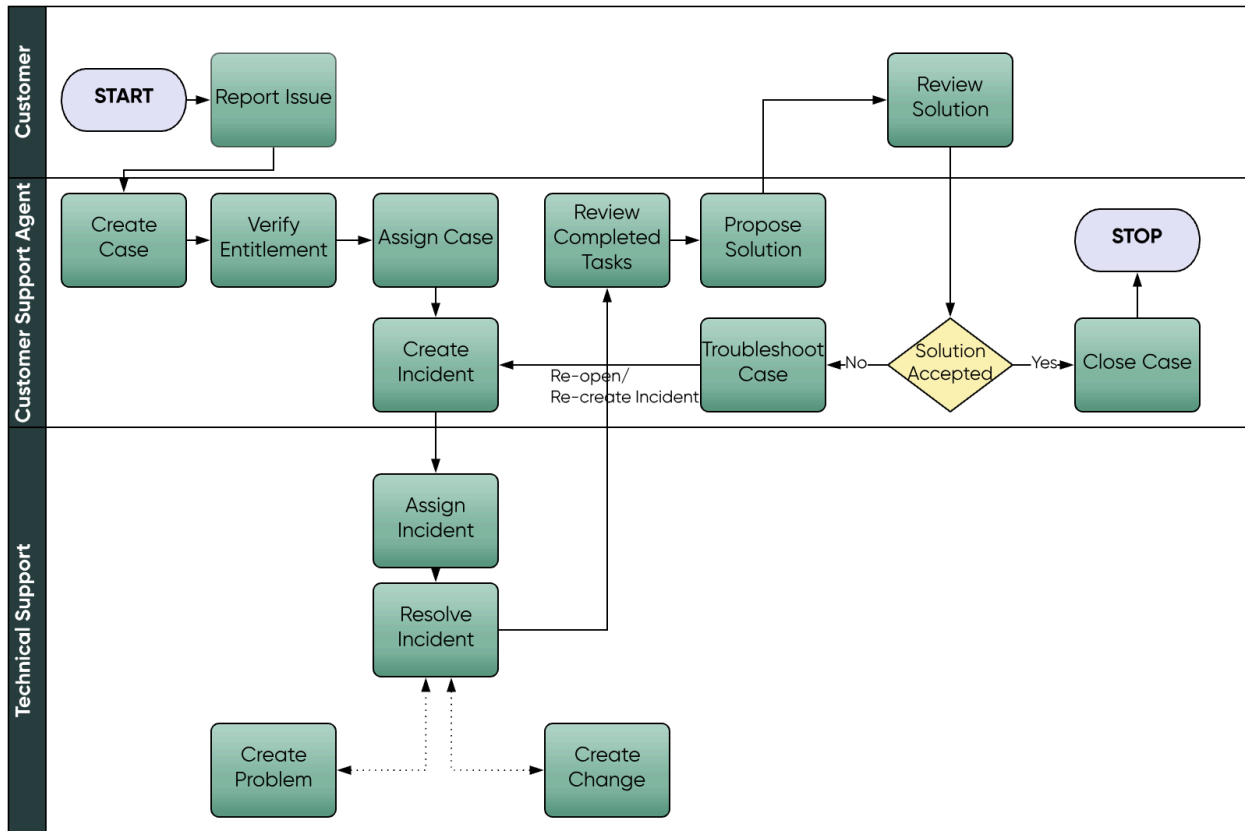 Customer
START
Report Issue
Review
Solution
Customer Support Agent
Create
Case
Verify
Entitlement
Assign Case
Review
Completed
Tasks
Propose
Solution
STOP
Create
Incident
Re-open/
Re-create Incident
Troubleshoot
Case
No
Solution
Accepted
Yes
Close Case
Technical Support
Assign
Incident
Resolve
Incident
Create
Problem
Create
Change